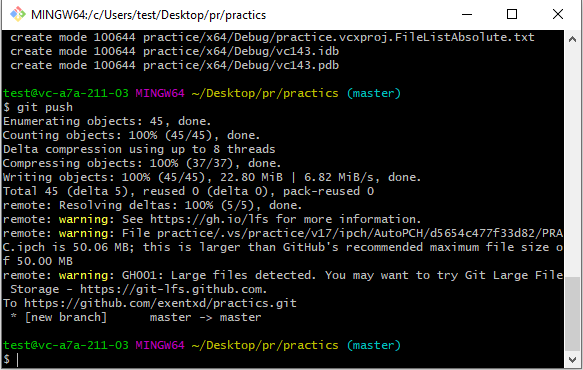 MINGW64:/c/Users/test/Desktop/pr/practics
create mode 100644 practice/x64/Debug/practice.vcxproj.FileListAbsolute.txt
create mode 100644 practice/x64/Debug/vc143.idb
create mode 100644 practice/x64/Debug/vc143.pdb
test@vc-a7a-211-03 MINGW64 ~/Desktop/pr/practics (master)
$ git push
Enumerating objects: 45, done.
Counting objects: 100% (45/45), done.
Delta compression using up to 8 threads
Compressing objects: 100% (37/37), done.
Writing objects: 100% (45/45), 22.80 MiB | 6.82 MiB/s, done.
Total 45 (delta 5), reused 0 (delta 0), pack-reused 0
remote: Resolving deltas: 100% (5/5), done.
remote: warning: See https://gh.io/lfs for more information.
remote: warning: File practice/.vs/practice/v17/ipch/AutoPCH/d5654c477f33d82/PRA
C.ipch is 50.06 MB; this is larger than GitHub's recommended maximum file size o
f 50.00 MB
remote: warning: GH001: Large files detected. You may want to try Git Large File
Storage - https://git-lfs.github.com.
To https://github.com/exentxd/practics.git
* [new branch]      master -> master
test@vc-a7a-211-03 MINGW64 ~/Desktop/pr/practics (master)
$